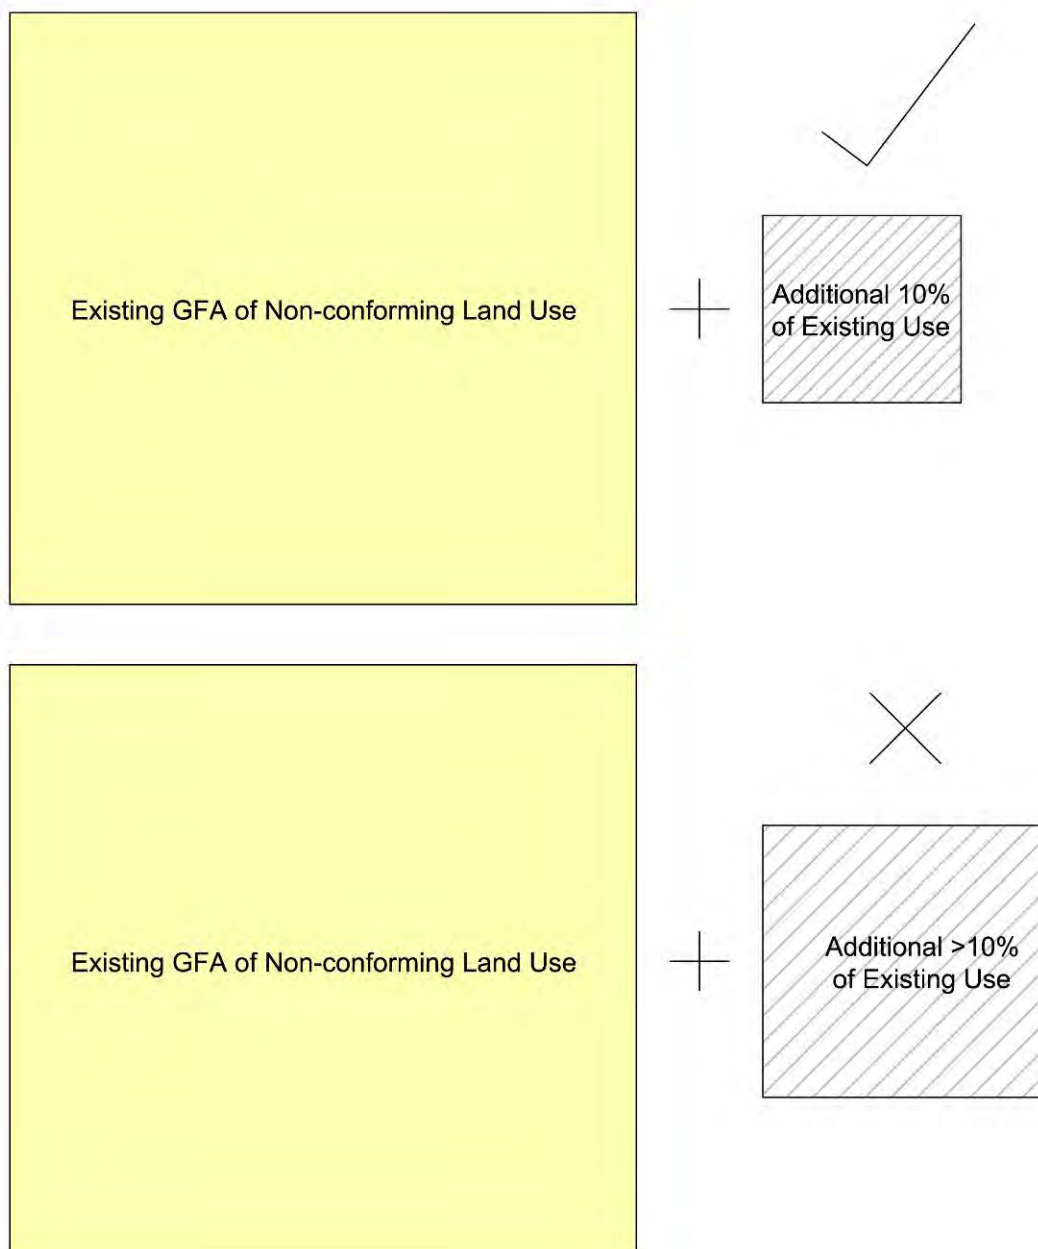 Existing GFA of Non-conforming Land Use
Additional 10%
of Existing Use
Existing GFA of Non-conforming Land Use
Additional >10%
of Existing Use